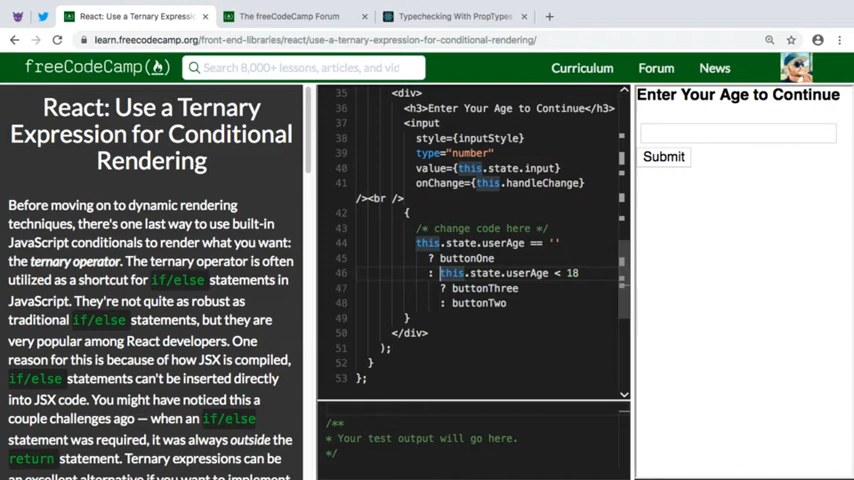 React: Use a Ternary Expressi
The freeCodeCamp Forum
Typechecking With PropTypes
learn.freecodecamp.org/front-end-libraries/react/use-a-ternary-expression-for-conditional-rendering/
freeCodeCamp
Search 8,000+ lessons, articles, and vid
Curriculum
Forum
News
React: Use a Ternary
Expression for Conditional
Rendering
Before moving on to dynamic rendering
techniques, there's one last way to use built-in
JavaScript conditionals to render what you want:
the ternary operator. The ternary operator is often
utilized as a shortcut for if/else statements in
JavaScript. They're not quite as robust as
traditional if/else statements, but they are
very popular among React developers. One
reason for this is because of how JSX is compiled,
if/else statements can't be inserted directly
into JSX code. You might have noticed this a
couple challenges ago — when an if/else
statement was required, it was always outside the
return statement. Ternary expressions can be
an excellent alternative if you want to implement
35 <div>
36 <h3>Enter Your Age to Continue</h3>
37 <input
38 style={inputStyle}
39 type="number"
40 value={this.state.input}
41 onChange={this.handleChange}
/><br />
42 {
43 /* change code here */
44 this.state.userAge == ''
45 ? buttonOne
46 : this.state.userAge < 18
47 ? buttonThree
48 : buttonTwo
49 }
50 </div>
51 );
52 }
53 };
/**
* Your test output will go here.
*/
Enter Your Age to Continue
Submit